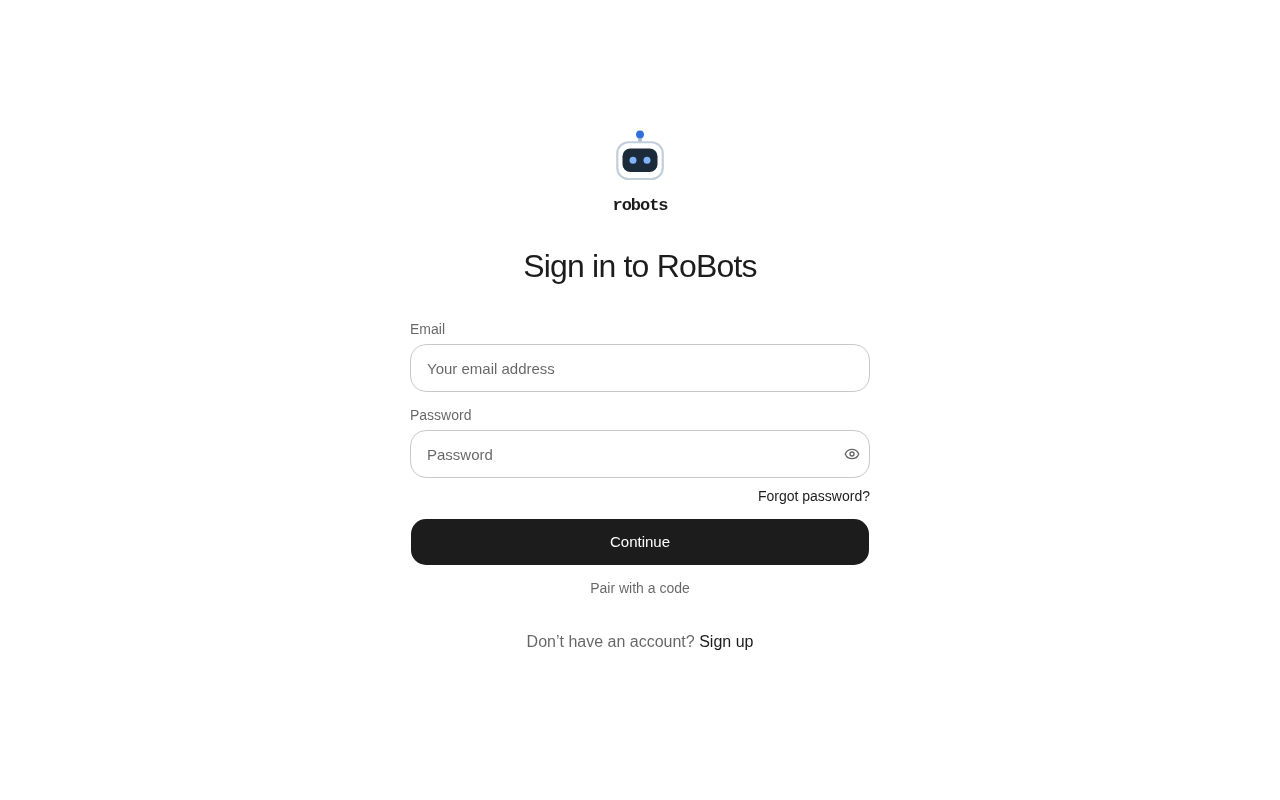 robots
Sign in to RoBots
Email
Your email address
Password
Password
Forgot password?
Continue
Pair with a code
Don’t have an account? Sign up